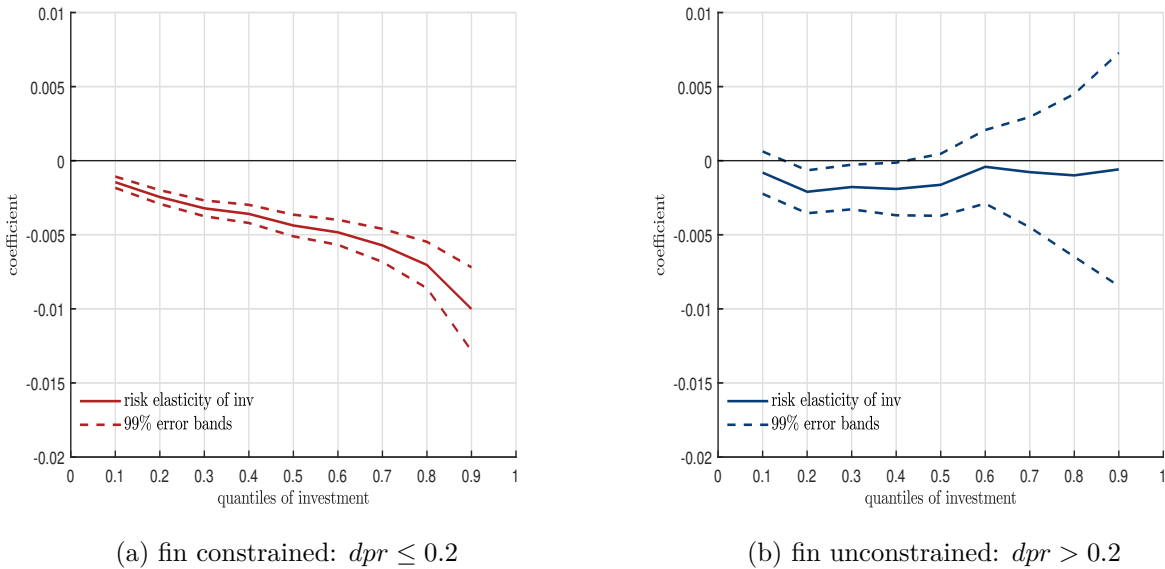 0.01
0.005
0
-0.005
-0.01
-0.015
-0.02
coefficient
risk elasticity of inv
99% error bands
0 0.1 0.2 0.3 0.4 0.5 0.6 0.7 0.8 0.9 1
quantiles of investment
(a) fin constrained: dpr ≤ 0.2
0.01
0.005
0
-0.005
-0.01
-0.015
-0.02
coefficient
risk elasticity of inv
99% error bands
0 0.1 0.2 0.3 0.4 0.5 0.6 0.7 0.8 0.9 1
quantiles of investment
(b) fin unconstrained: dpr > 0.2